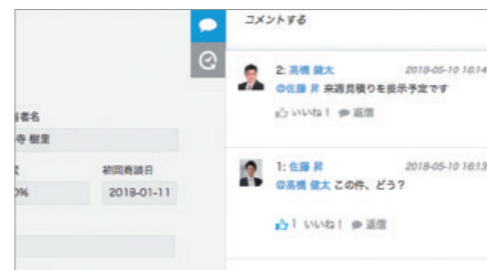 コメントする
2: 高橋 健太 2018-05-10 16:14
@佐藤 昇 来週見積りを提示予定です
いいね! 返信
当者名
寺 樹里
初回商談日
0% 2018-01-11
1: 佐藤 昇 2018-05-10 16:13
@高橋 健太 この件、どう?
1 いいね! 返信